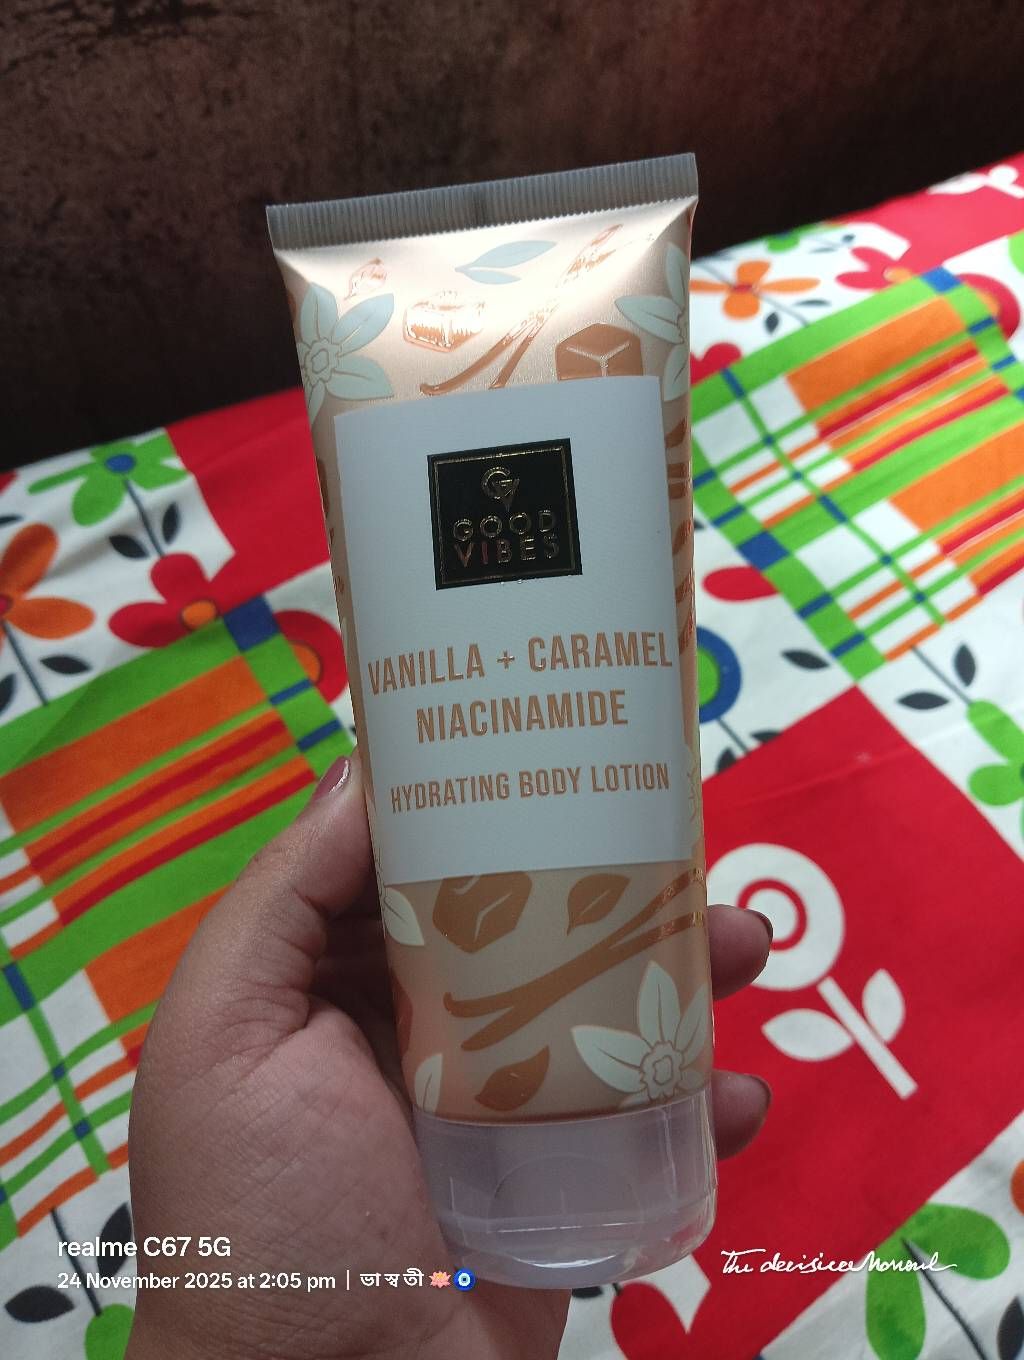 GV
GOOD
VIBES
VANILLA + CARAMEL
NIACINAMIDE
HYDRATING BODY LOTION
realme C67 5G
24 November 2025 at 2:05 pm | ভাস্বতী 🪷🧿